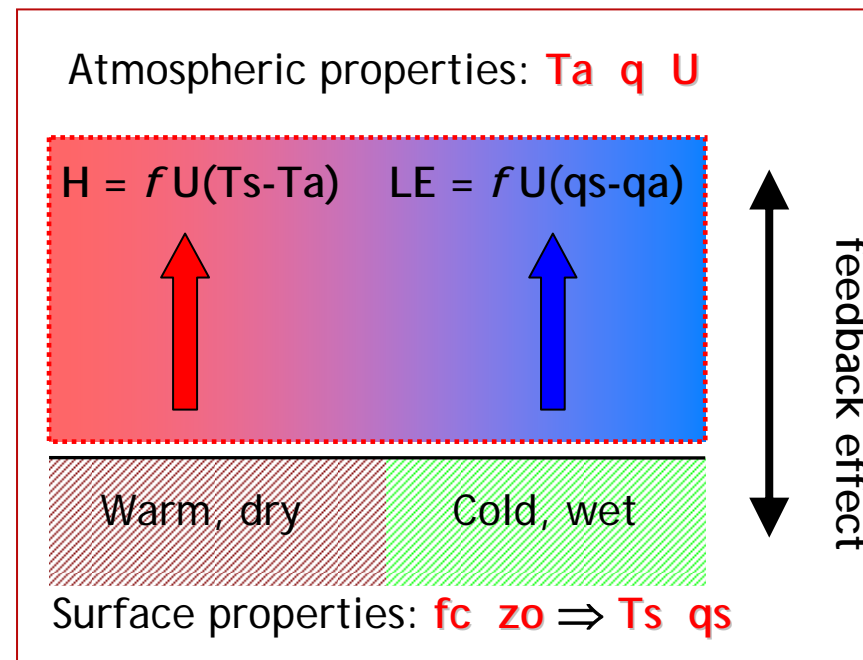 Atmospheric properties: Ta q U
H = f U(Ts-Ta) LE = f U(qs-qa)
feedback effect
Warm, dry Cold, wet
Surface properties: fc zo ⇒ Ts qs